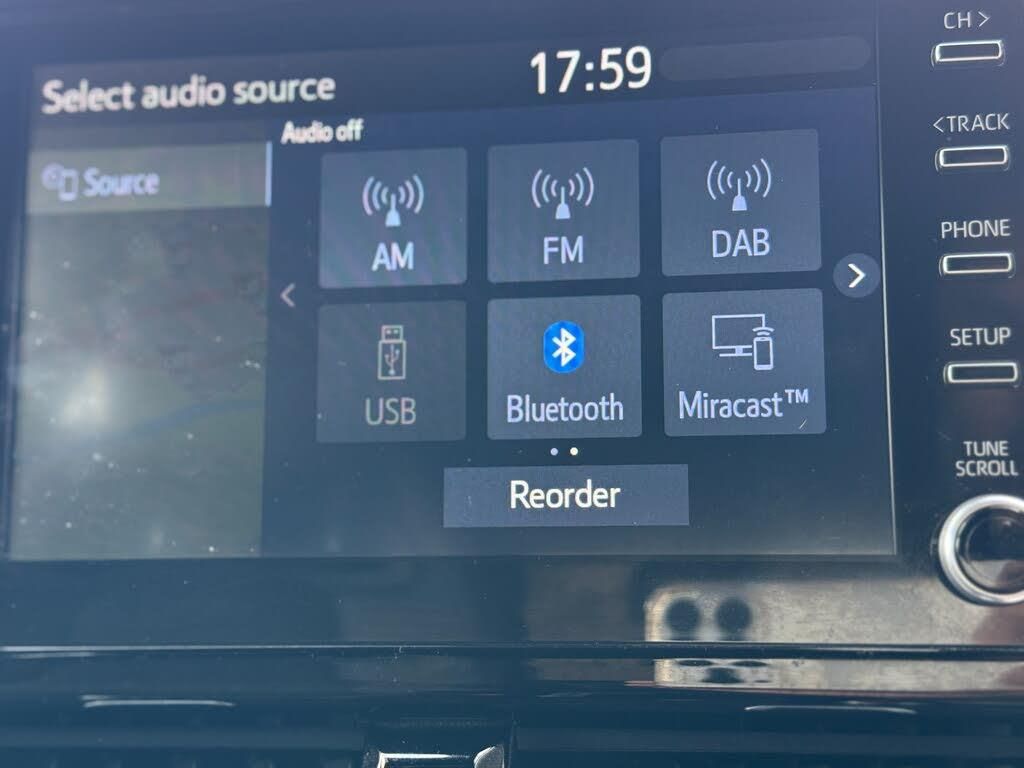 Select audio source
17:59
Audio off
Source
AM
FM
DAB
USB
Bluetooth
Miracast™
Reorder
CH >
< TRACK
PHONE
SETUP
TUNE
SCROLL